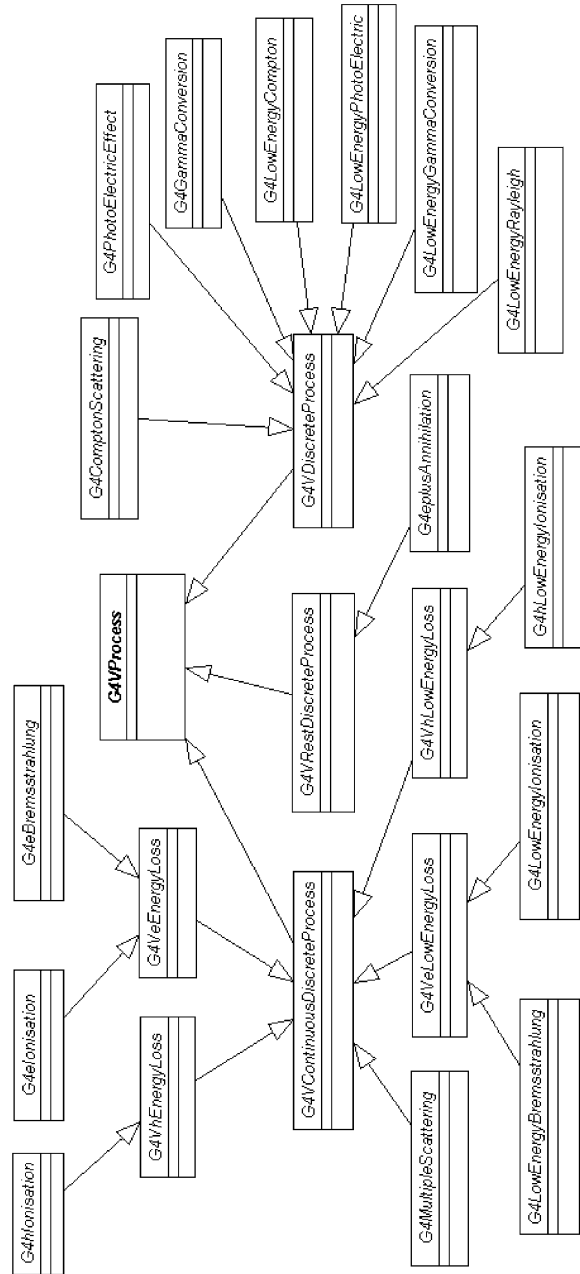 G4hIonisation
G4eIonisation
G4eBremsstrahlung
G4ComptonScattering
G4PhotoElectricEffect
G4GammaConversion
G4VhEnergyLoss
G4VeEnergyLoss
G4VProcess
G4LowEnergyCompton
G4LowEnergyPhotoElectric
G4VContinuousDiscreteProcess
G4VRestDiscreteProcess
G4VDiscreteProcess
G4LowEnergyGammaConversion
G4MultipleScattering
G4VeLowEnergyLoss
G4VhLowEnergyLoss
G4eplusAnnihilation
G4LowEnergyRayleigh
G4LowEnergyBremsstrahlung
G4LowEnergyIonisation
G4hLowEnergyIonisation